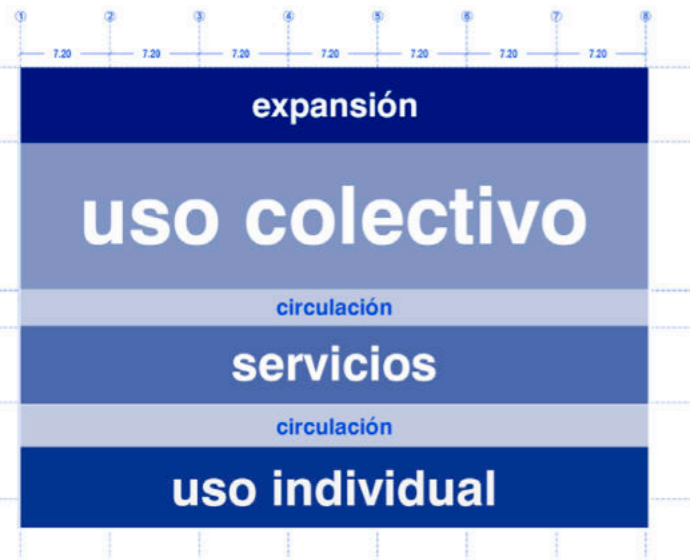 ① ② ③ ④ ⑤ ⑥ ⑦ ⑧
7.20 7.20 7.20 7.20 7.20 7.20 7.20
expansión
uso colectivo
circulación
servicios
circulación
uso individual